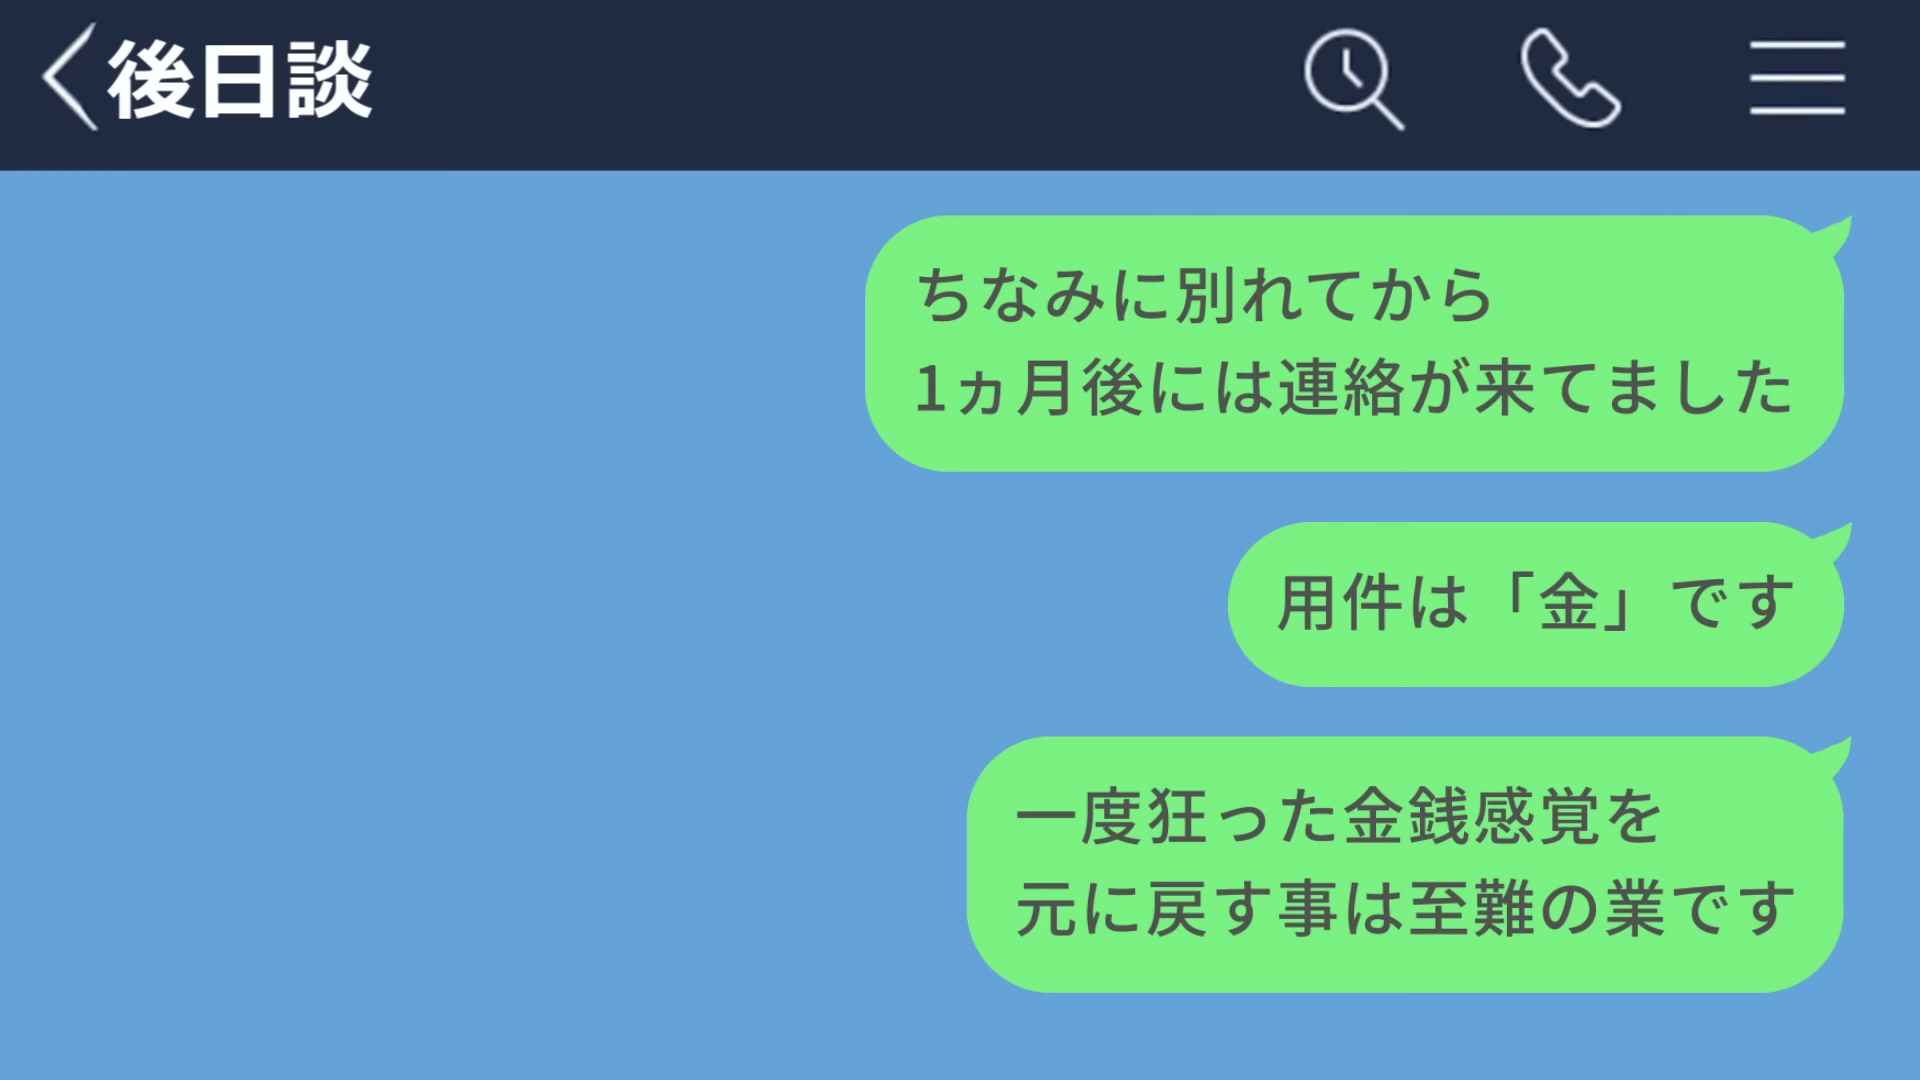 後日談
ちなみに別れてから
1ヵ月後には連絡が来てました
用件は「金」です
一度狂った金銭感覚を
元に戻す事は至難の業です